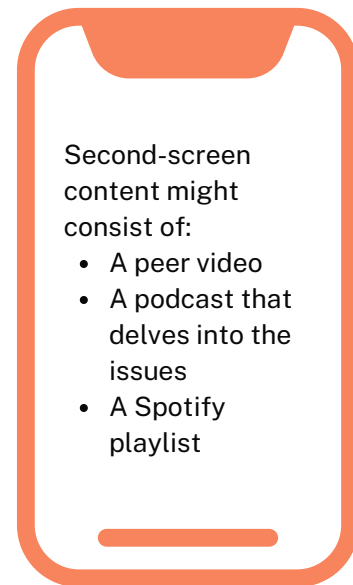 Second-screen
content might
consist of:
• A peer video
• A podcast that
delves into the
issues
• A Spotify
playlist